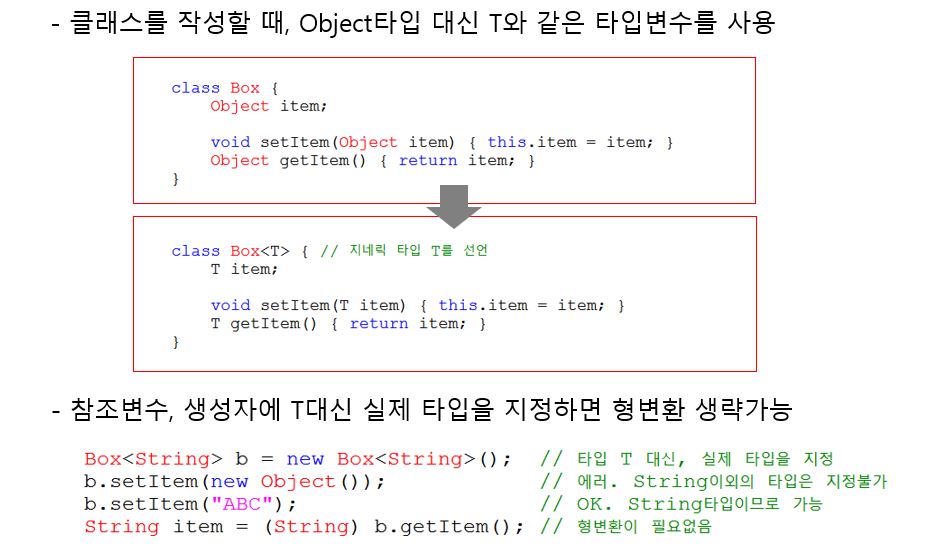 - 클래스를 작성할 때, Object타입 대신 T와 같은 타입변수를 사용
class Box {
Object item;
void setItem(Object item) { this.item = item; }
Object getItem() { return item; }
}
class Box<T> { // 지네릭 타입 T를 선언
T item;
void setItem(T item) { this.item = item; }
T getItem() { return item; }
}
- 참조변수, 생성자에 T대신 실제 타입을 지정하면 형변환 생략가능
Box<String> b = new Box<String>(); // 타입 T 대신, 실제 타입을 지정
b.setItem(new Object()); // 에러. String이외의 타입은 지정불가
b.setItem("ABC"); // OK. String타입이므로 가능
String item = (String) b.getItem(); // 형변환이 필요없음